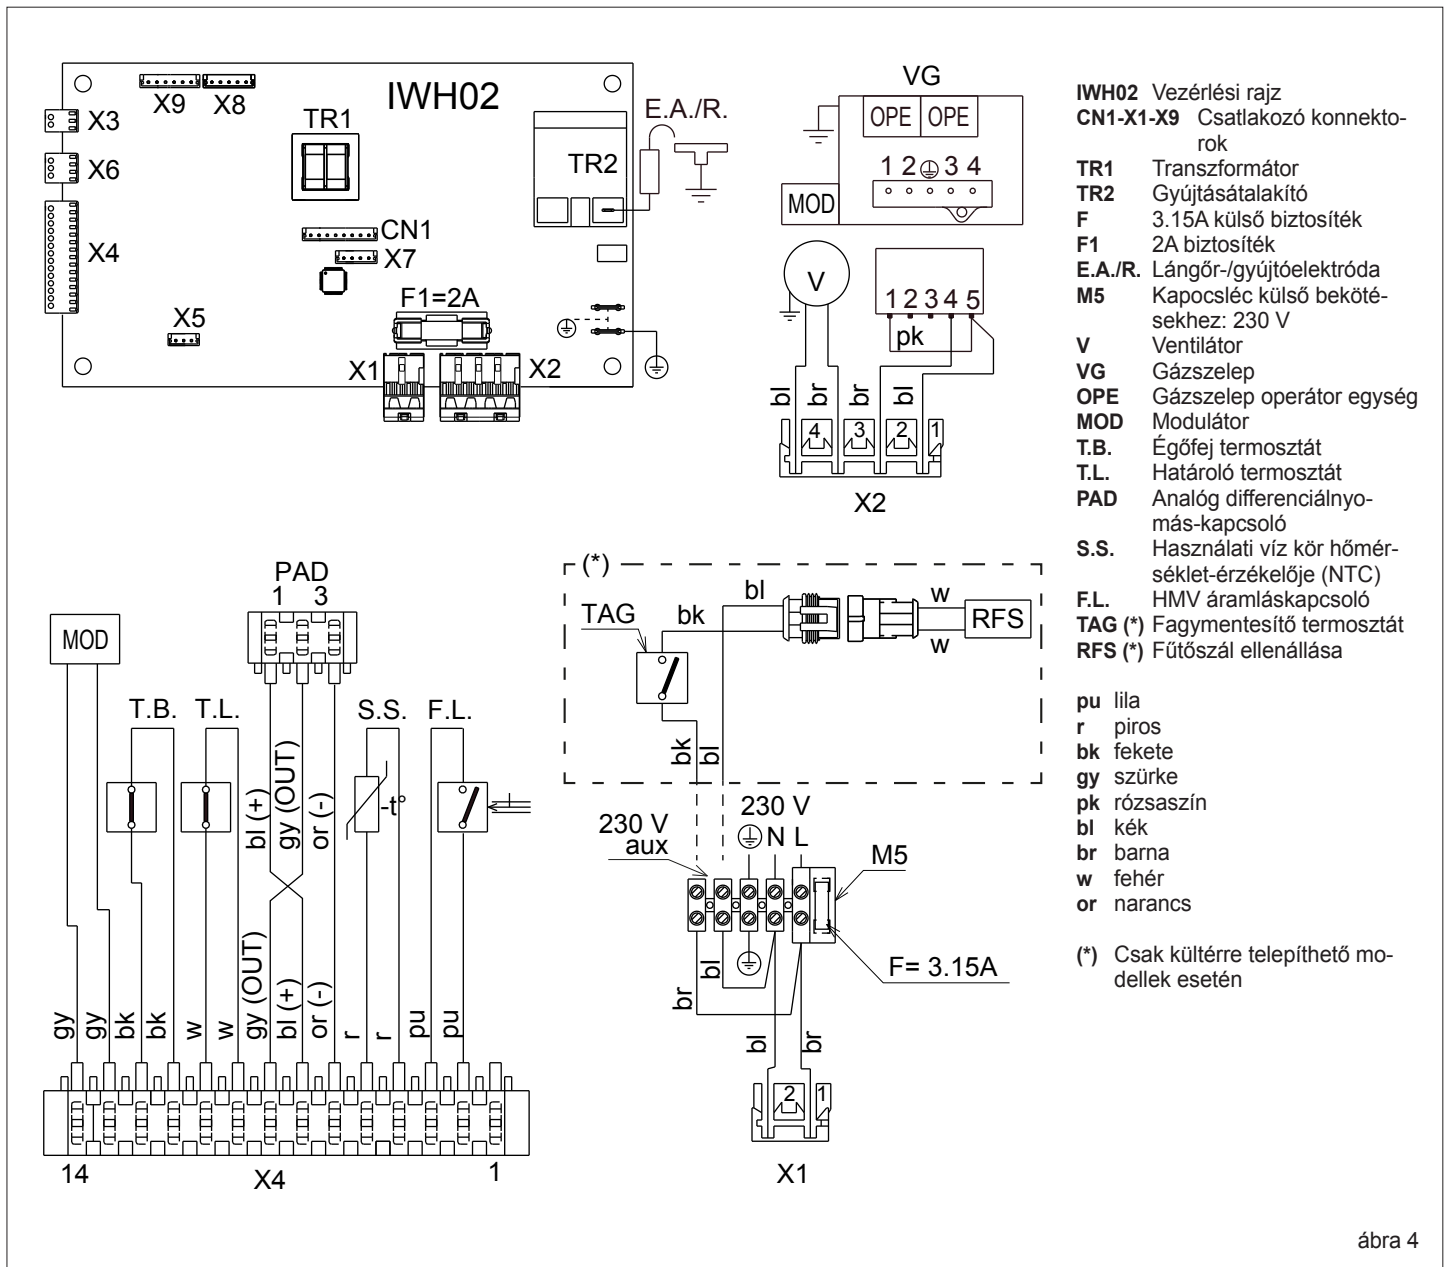 IWH02
X9 X8
X3
X6
X4
TR1
TR2
E.A./R.
CN1
X7
F1=2A
X5
X1
X2
VG
OPE OPE
1 2 3 4
MOD
V
1 2 3 4 5
pk
bl br br bl
4 3 2 1
X2
IWH02 Vezérlési rajz
CN1-X1-X9 Csatlakozó konnekto-
rok
TR1 Transzformátor
TR2 Gyújtásátalakító
F 3.15A külső biztosíték
F1 2A biztosíték
E.A./R. Lángőr-/gyújtóelektróda
M5 Kapocsléc külső beköté-
sekhez: 230 V
V Ventilátor
VG Gázszelep
OPE Gázszelep operátor egység
MOD Modulátor
T.B. Égőfej termosztát
T.L. Határoló termosztát
PAD Analóg differenciálnyo-
más-kapcsoló
S.S. Használati víz kör hőmér-
séklet-érzékelője (NTC)
F.L. HMV áramláskapcsoló
TAG (*) Fagymentesítő termosztát
RFS (*) Fűtőszál ellenállása
pu lila
r piros
bk fekete
gy szürke
pk rózsaszín
bl kék
br barna
w fehér
or narancs
(*) Csak kültérre telepíthető mo-
dellek esetén
PAD
1 3
MOD
T.B. T.L. S.S. F.L.
bl (+) gy (OUT) or (-)
-t°
gy gy bk bk w w gy (OUT) bl (+) or (-) r r pu pu
14 1
X4
(*)
TAG
bk
bl
w
w
RFS
bk bl
230 V
aux
230 V
N L
M5
F= 3.15A
br bl
bl br
2 1
X1
ábra 4